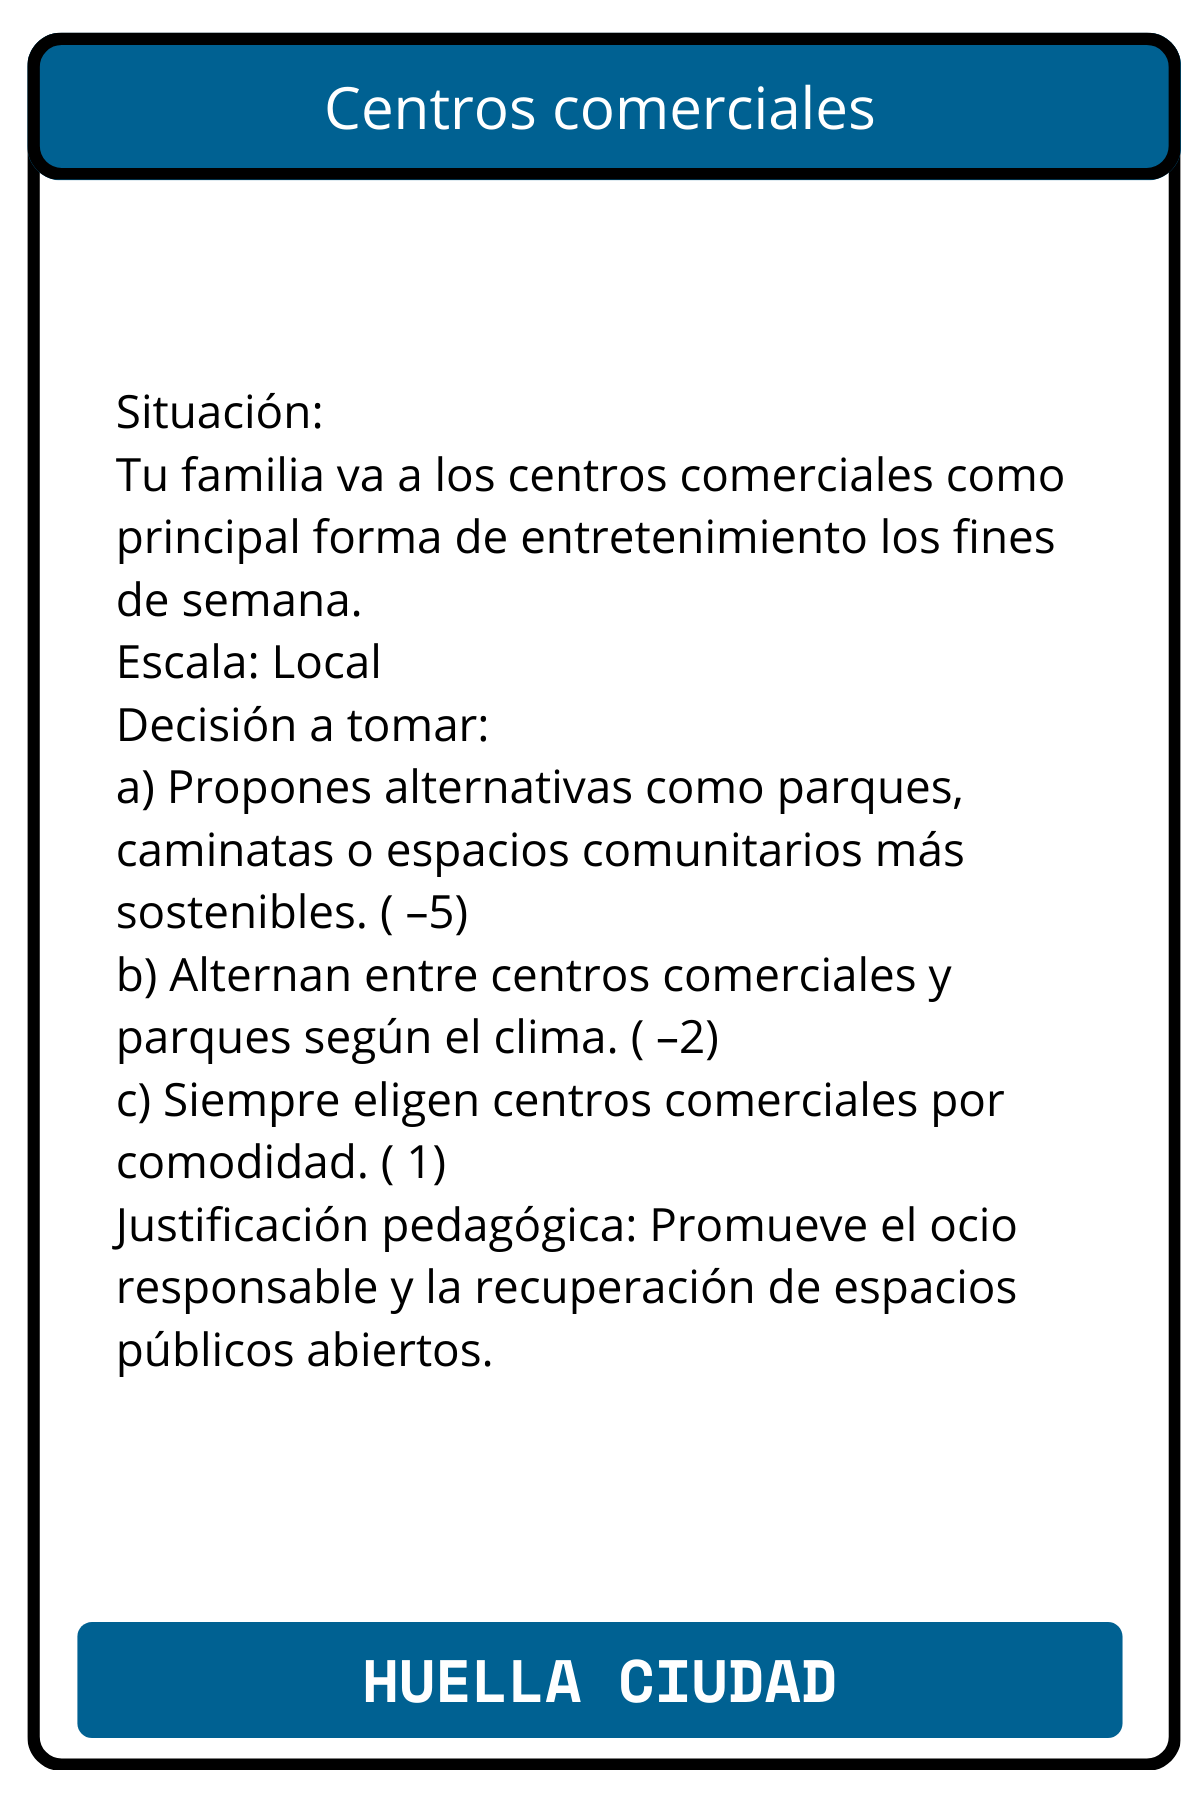 Centros comerciales
Situación:
Tu familia va a los centros comerciales como
principal forma de entretenimiento los fines
de semana.
Escala: Local
Decisión a tomar:
a) Propones alternativas como parques,
caminatas o espacios comunitarios más
sostenibles. ( –5)
b) Alternan entre centros comerciales y
parques según el clima. ( –2)
c) Siempre eligen centros comerciales por
comodidad. ( 1)
Justificación pedagógica: Promueve el ocio
responsable y la recuperación de espacios
públicos abiertos.
HUELLA CIUDAD